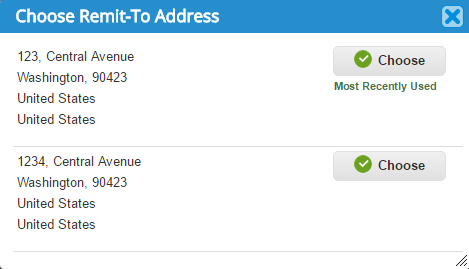 Choose Remit-To Address
123, Central Avenue
Washington, 90423
United States
United States
Choose
Most Recently Used
1234, Central Avenue
Washington, 90423
United States
United States
Choose